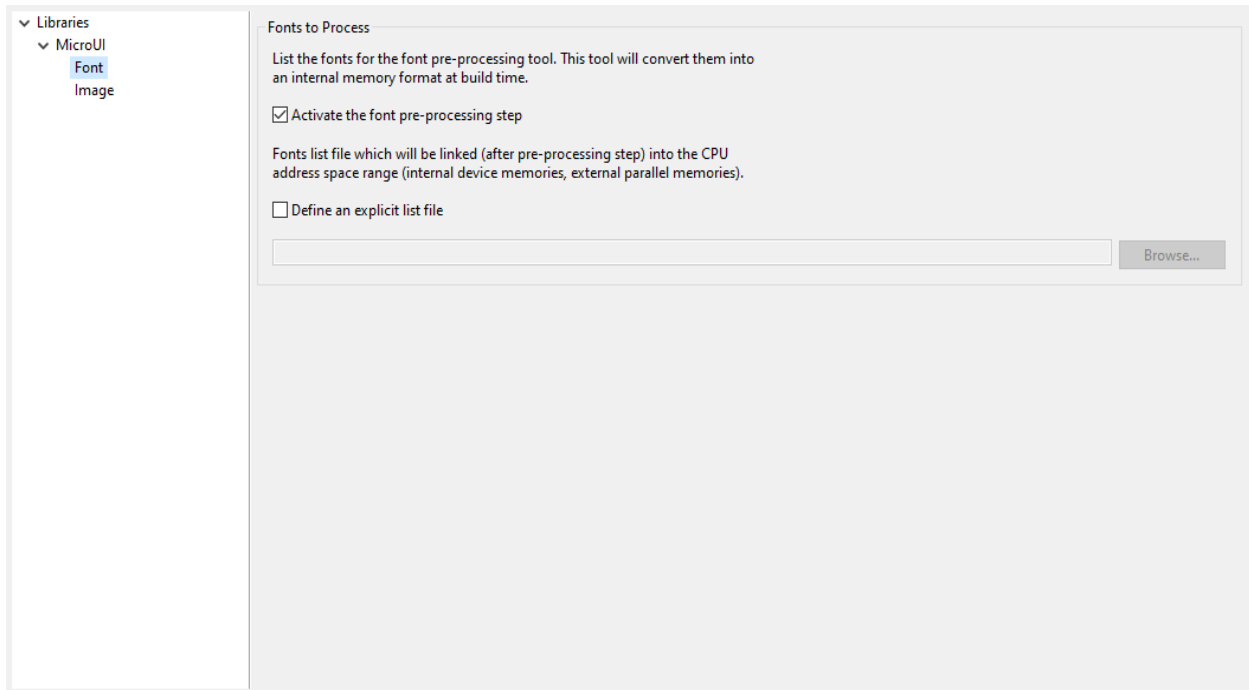 Libraries
MicroUI
Font
Image
Fonts to Process
List the fonts for the font pre-processing tool. This tool will convert them into
an internal memory format at build time.
Activate the font pre-processing step
Fonts list file which will be linked (after pre-processing step) into the CPU
address space range (internal device memories, external parallel memories).
Define an explicit list file
Browse...